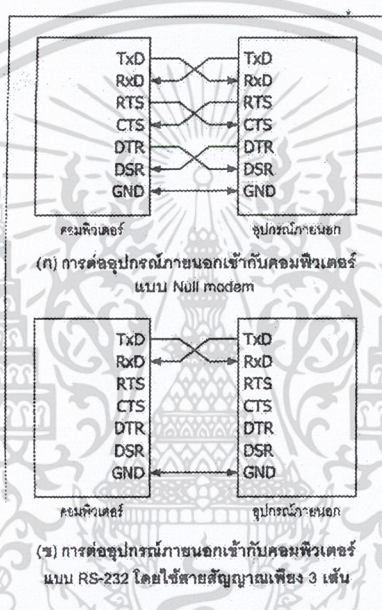 TxD TxD
RxD RxD
RTS RTS
CTS CTS
DTR DTR
DSR DSR
GND GND
คอมพิวเตอร์ อุปกรณ์ภายนอก
(ก) การต่ออุปกรณ์ภายนอกเข้ากับคอมพิวเตอร์
แบบ Null modem
TxD TxD
RxD RxD
RTS RTS
CTS CTS
DTR DTR
DSR DSR
GND GND
คอมพิวเตอร์ อุปกรณ์ภายนอก
(ข) การต่ออุปกรณ์ภายนอกเข้ากับคอมพิวเตอร์
แบบ RS-232 โดยใช้สายสัญญาณเพียง 3 เส้น